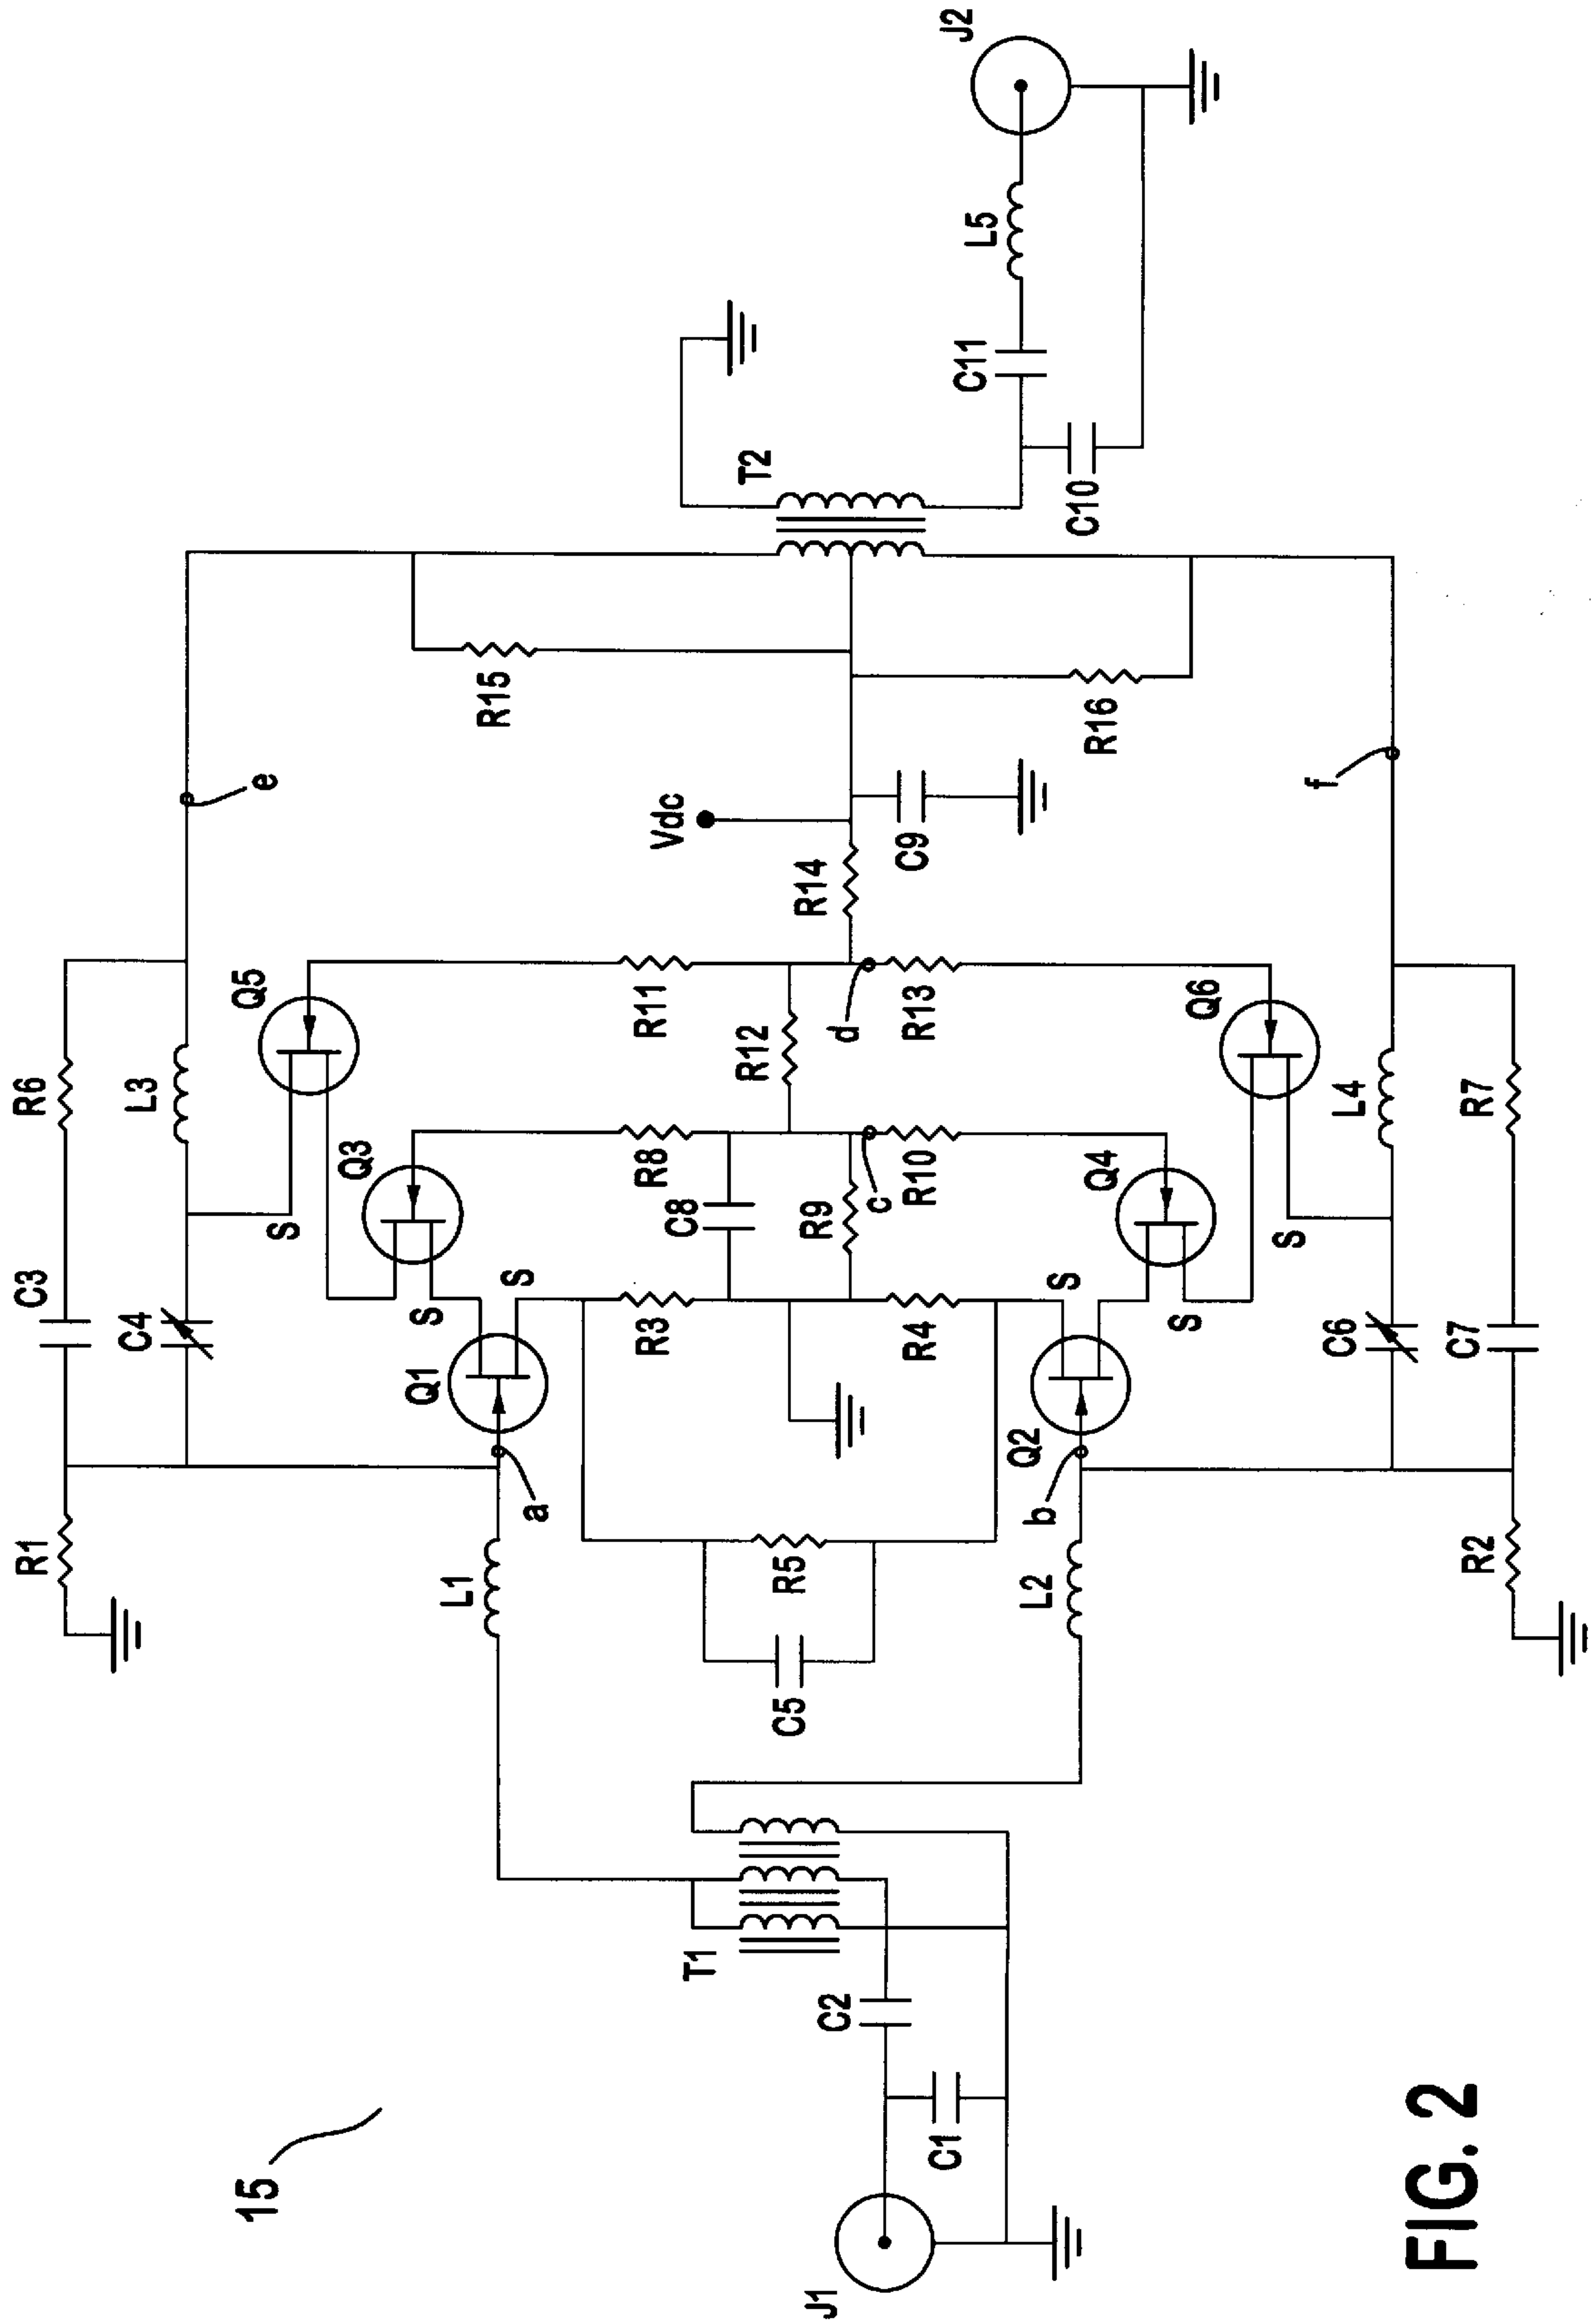 15
J1
C1
C2
T1
L1
L2
C5
R5
R1
R2
a
b
Q1
Q2
S
S
R3
R4
C3
C4
C6
C7
S
S
Q3
Q4
C8
R9
R8
R10
c
S
S
R6
L3
L4
R7
Q5
Q6
R12
R11
R13
d
R14
Vdc
C9
e
f
R15
R16
T2
C10
C11
L5
J2
FIG. 2